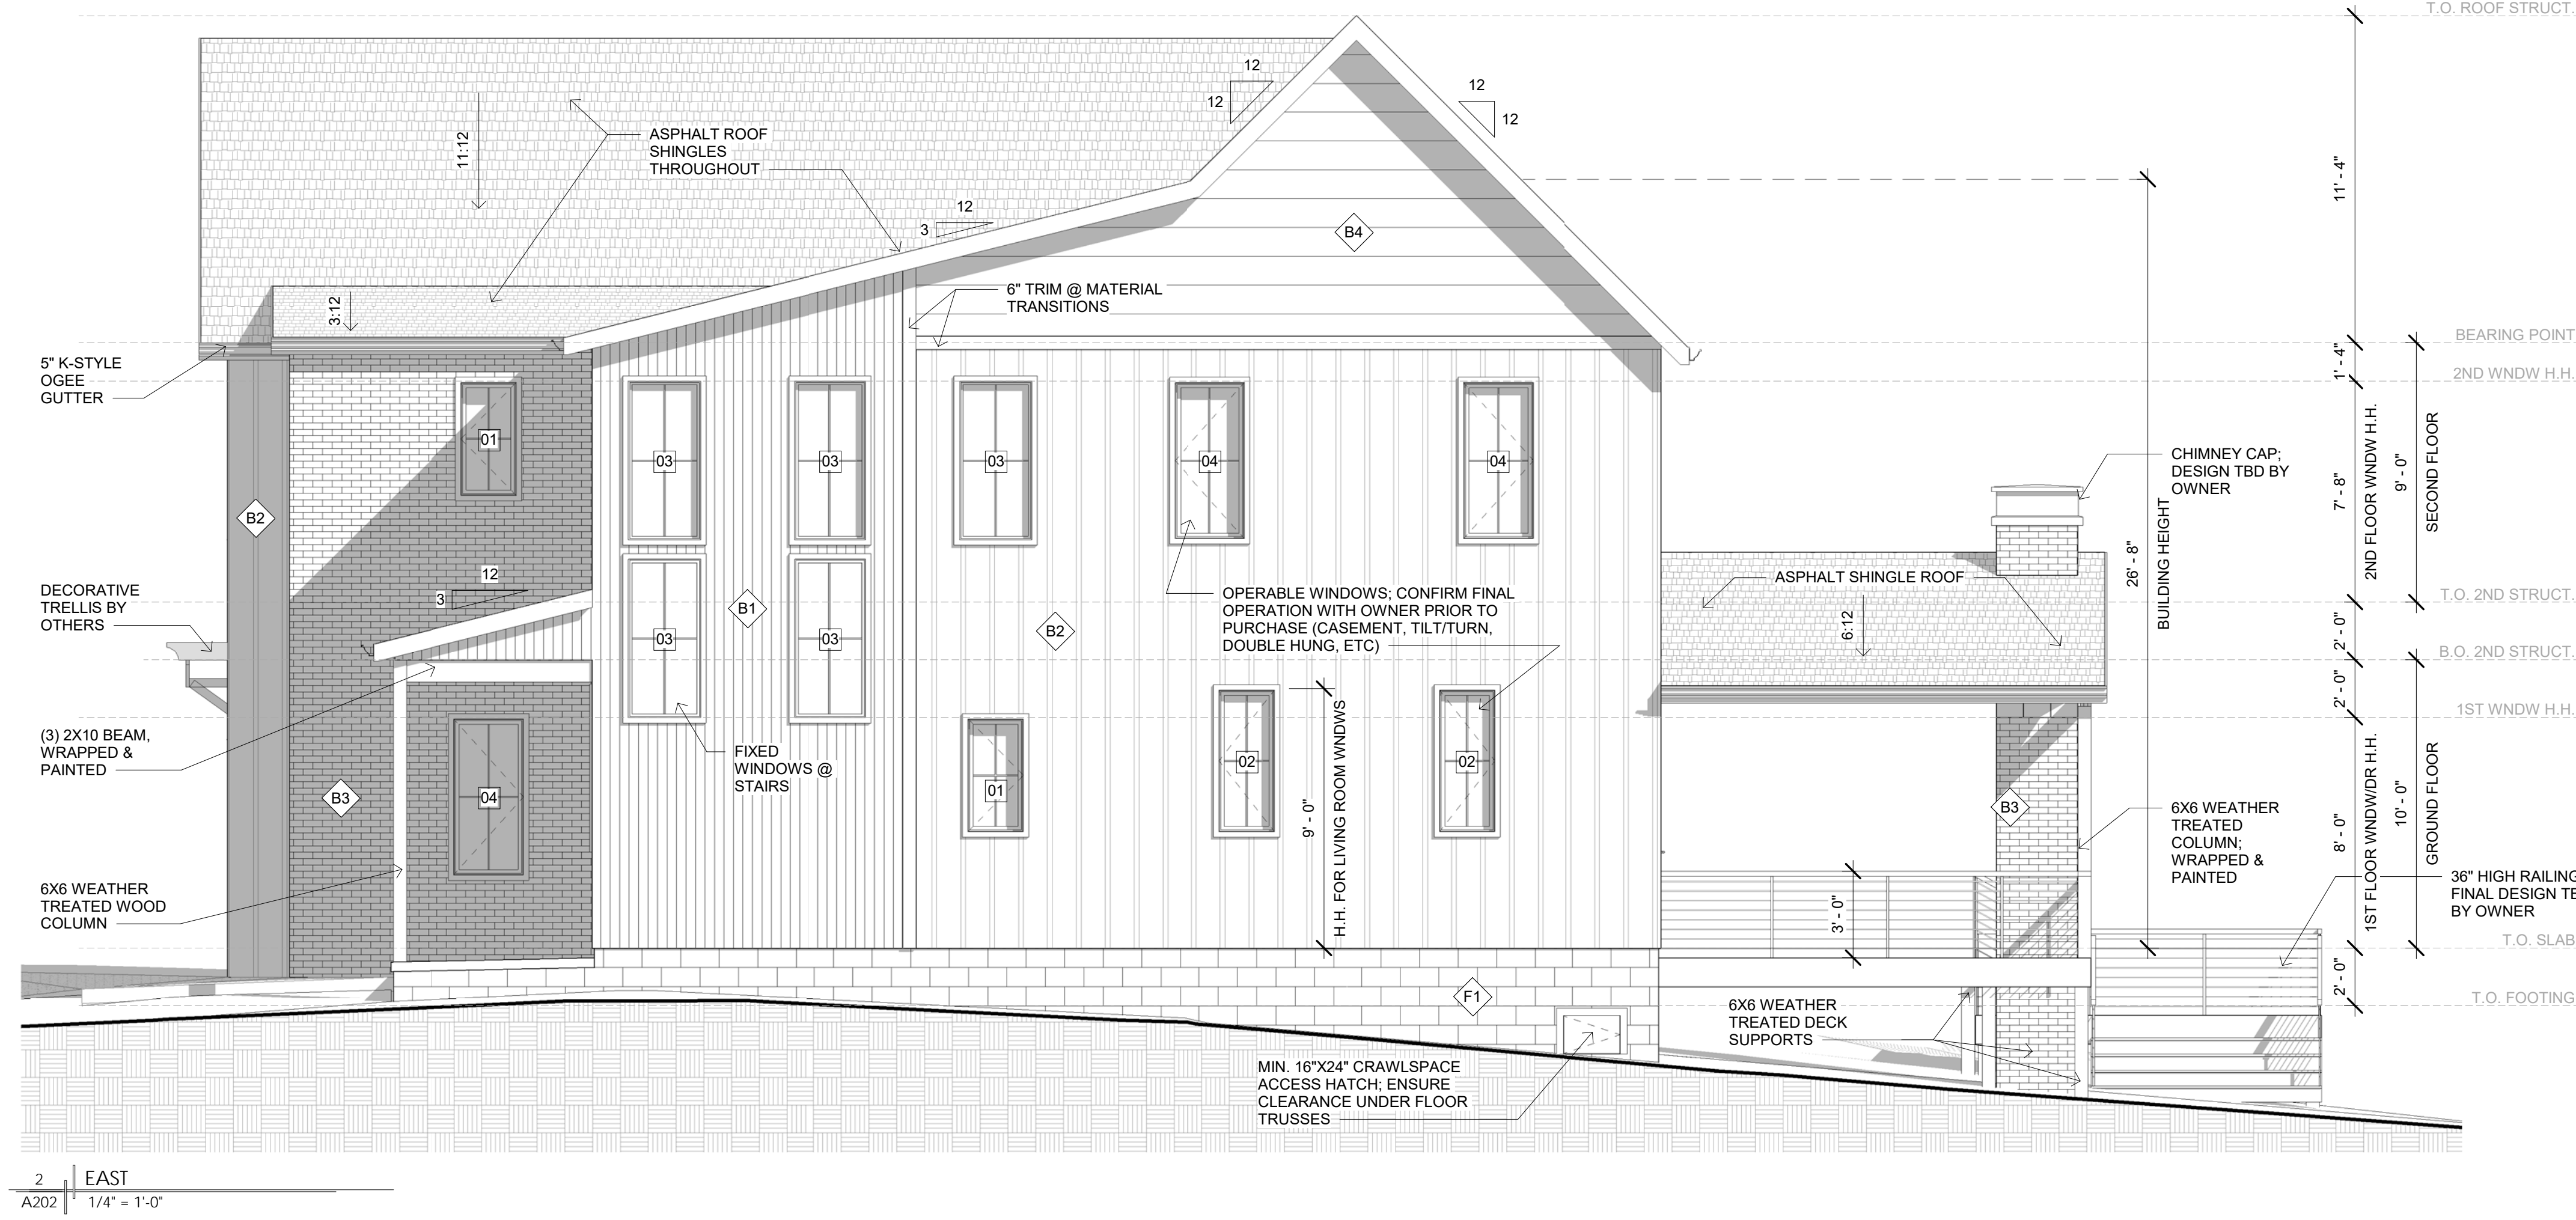 T.O. ROOF STRUCT.
12
12
12
12
11:12
ASPHALT ROOF
SHINGLES
THROUGHOUT
11' - 4"
12
3
B4
3:12
6" TRIM @ MATERIAL
TRANSITIONS
BEARING POINT
1' - 4"
2ND WNDW H.H.
5" K-STYLE
OGEE
GUTTER
01
03
03
03
04
04
B2
CHIMNEY CAP;
DESIGN TBD BY
OWNER
7' - 8"
2ND FLOOR WNDW H.H.
9' - 0"
SECOND FLOOR
26' - 8"
BUILDING HEIGHT
12
3
DECORATIVE
TRELLIS BY
OTHERS
B1
B2
03
03
OPERABLE WINDOWS; CONFIRM FINAL
OPERATION WITH OWNER PRIOR TO
PURCHASE (CASEMENT, TILT/TURN,
DOUBLE HUNG, ETC)
ASPHALT SHINGLE ROOF
6:12
T.O. 2ND STRUCT.
2' - 0"
B.O. 2ND STRUCT.
2' - 0"
1ST WNDW H.H.
(3) 2X10 BEAM,
WRAPPED &
PAINTED
B3
04
FIXED
WINDOWS @
STAIRS
01
02
02
9' - 0"
H.H. FOR LIVING ROOM WNDWS
B3
6X6 WEATHER
TREATED
COLUMN;
WRAPPED &
PAINTED
8' - 0"
1ST FLOOR WNDW/DR H.H.
10' - 0"
GROUND FLOOR
6X6 WEATHER
TREATED WOOD
COLUMN
3' - 0"
36" HIGH RAILING
FINAL DESIGN TB
BY OWNER
T.O. SLAB
2' - 0"
T.O. FOOTING
F1
6X6 WEATHER
TREATED DECK
SUPPORTS
MIN. 16"X24" CRAWLSPACE
ACCESS HATCH; ENSURE
CLEARANCE UNDER FLOOR
TRUSSES
2
EAST
A202
1/4" = 1'-0"